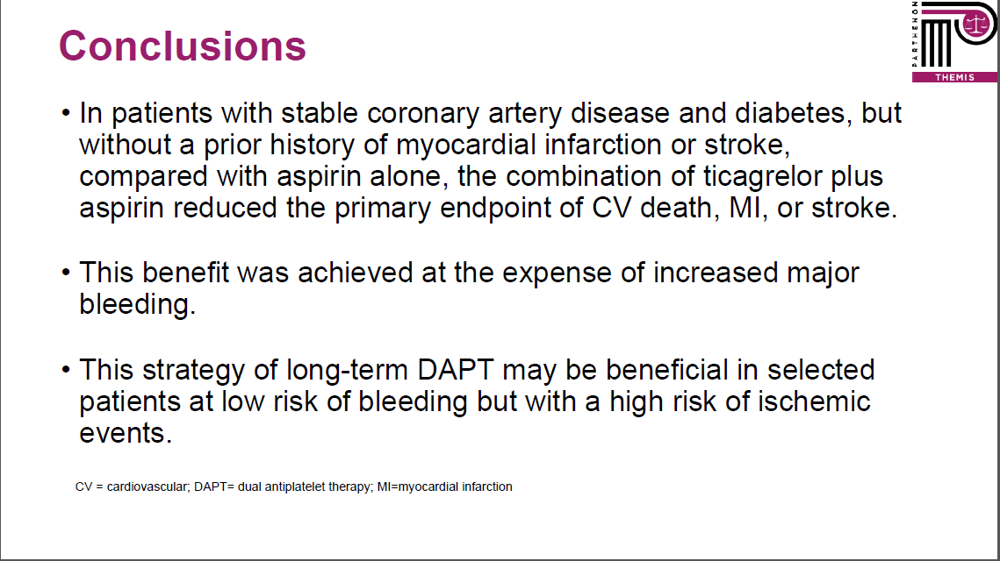 Conclusions
PARTHENON
THEMIS
• In patients with stable coronary artery disease and diabetes, but
without a prior history of myocardial infarction or stroke,
compared with aspirin alone, the combination of ticagrelor plus
aspirin reduced the primary endpoint of CV death, MI, or stroke.
• This benefit was achieved at the expense of increased major
bleeding.
• This strategy of long-term DAPT may be beneficial in selected
patients at low risk of bleeding but with a high risk of ischemic
events.
CV = cardiovascular; DAPT= dual antiplatelet therapy; MI=myocardial infarction